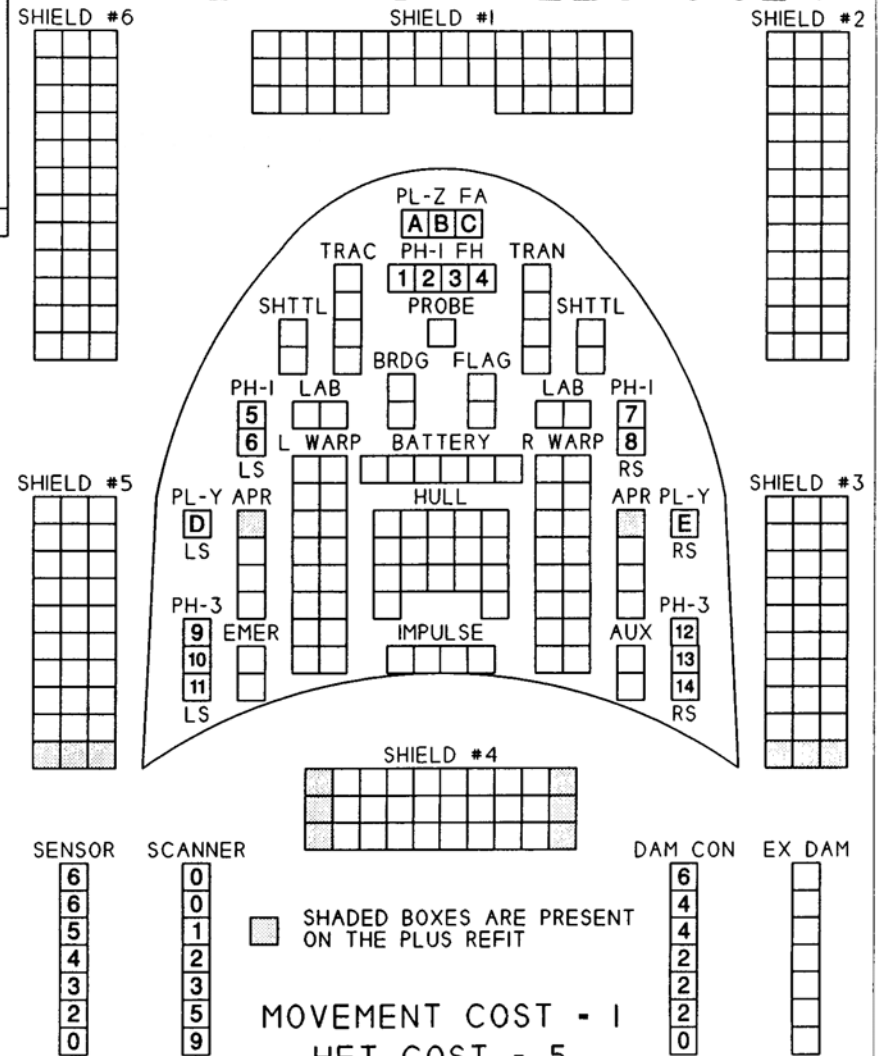 SHIELD #6
SHIELD #1
SHIELD #2
PL-Z FA
A B C
TRAC
PH-1 FH
TRAN
1 2 3 4
SHTTL
PROBE
SHTTL
BRDG
FLAG
PH-1
LAB
LAB
PH-1
5
7
6
8
L WARP
BATTERY
R WARP
LS
RS
SHIELD #5
SHIELD #3
PL-Y
APR
HULL
APR
PL-Y
D
E
LS
RS
PH-3
PH-3
9
EMER
IMPULSE
AUX
12
10
13
11
14
LS
RS
SHIELD #4
SENSOR
SCANNER
DAM CON
EX DAM
6
6
5
4
3
2
0
0
0
1
2
3
5
9
SHADED BOXES ARE PRESENT
ON THE PLUS REFIT
6
4
4
2
2
2
0
MOVEMENT COST - 1
HET COST - 5